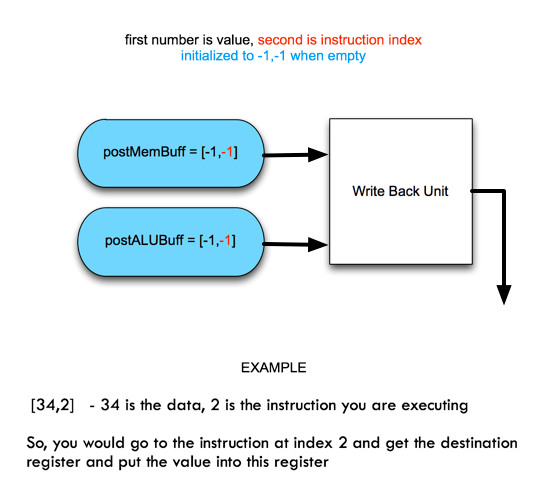 first number is value, second is instruction index
initialized to -1,-1 when empty
postMemBuff = [-1,-1]
Write Back Unit
postALUBuff = [-1,-1]
EXAMPLE
[34,2] - 34 is the data, 2 is the instruction you are executing
So, you would go to the instruction at index 2 and get the destination
register and put the value into this register